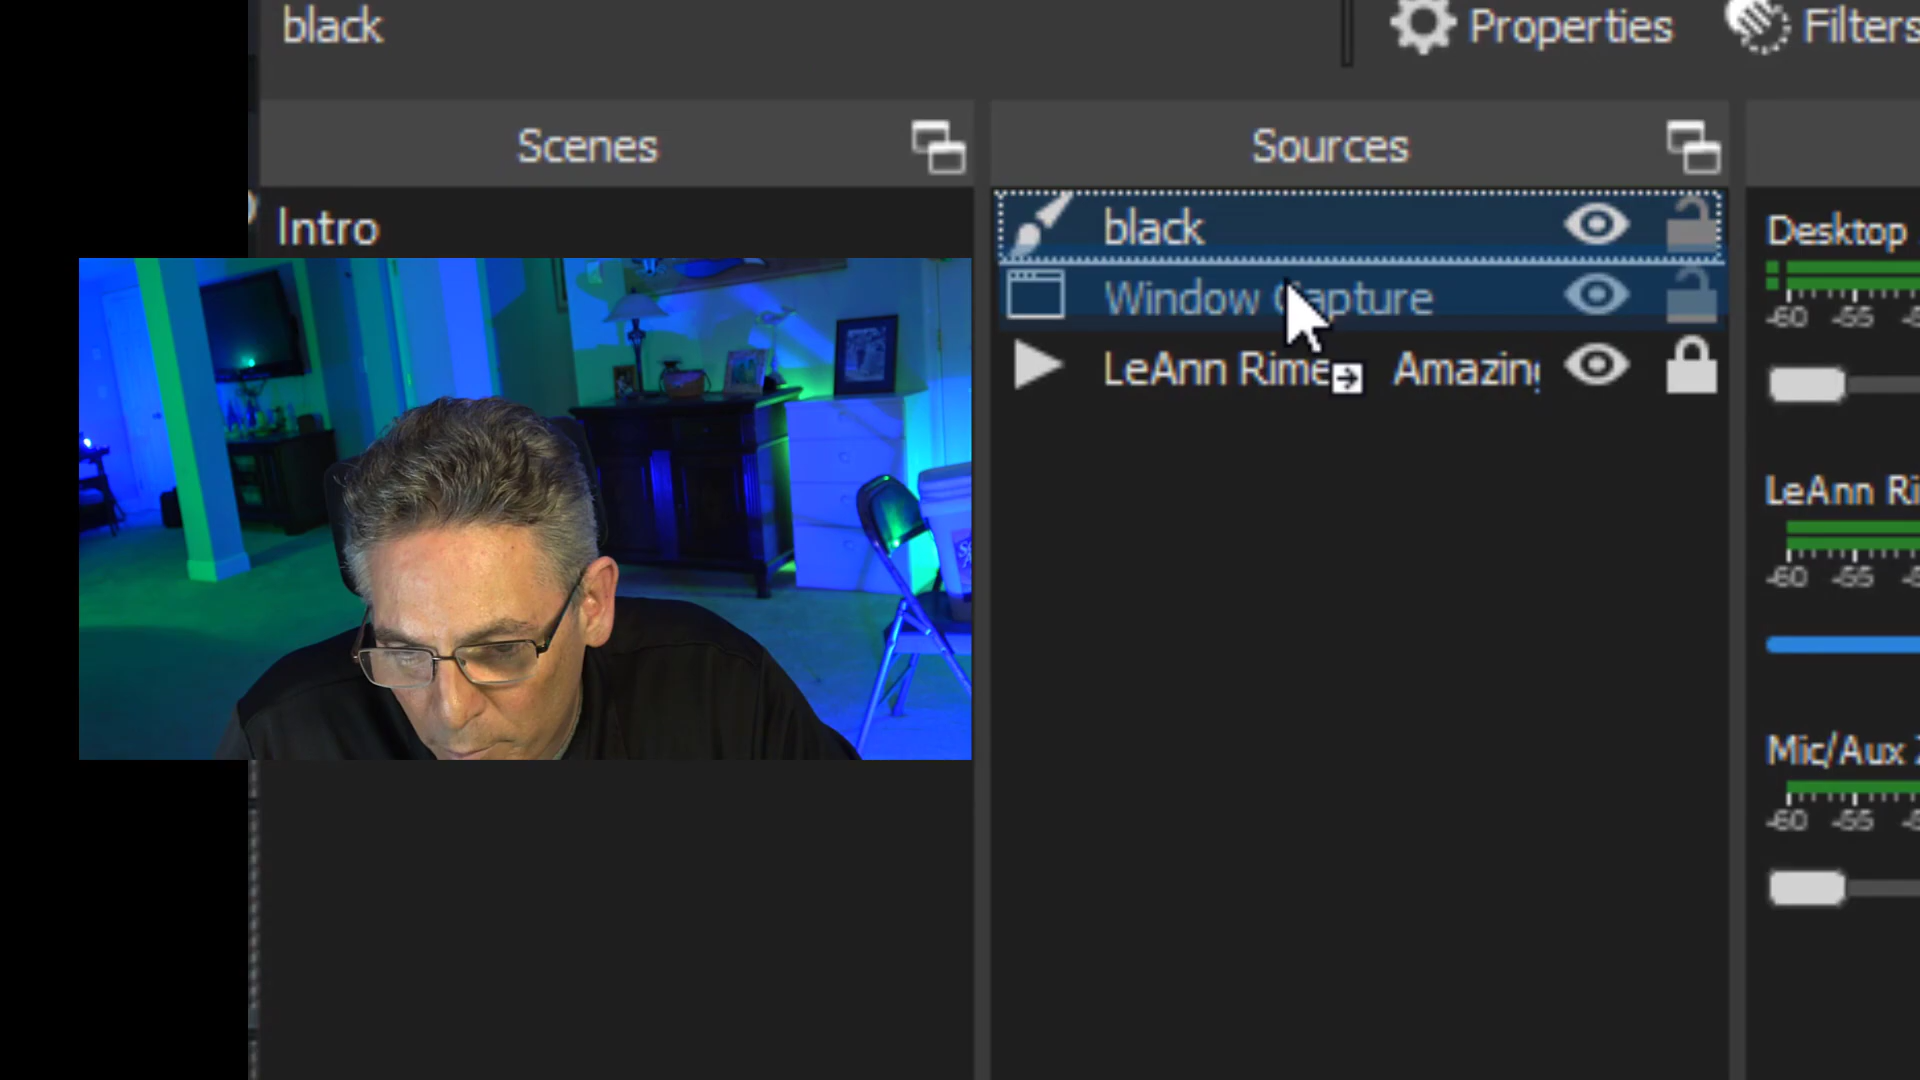 black
Properties
Filters
Scenes
Sources
Intro
black
Window Capture
LeAnn Rime Amazing
Desktop
-60 -55
LeAnn Ri
-60 -55
Mic/Aux
-60 -55